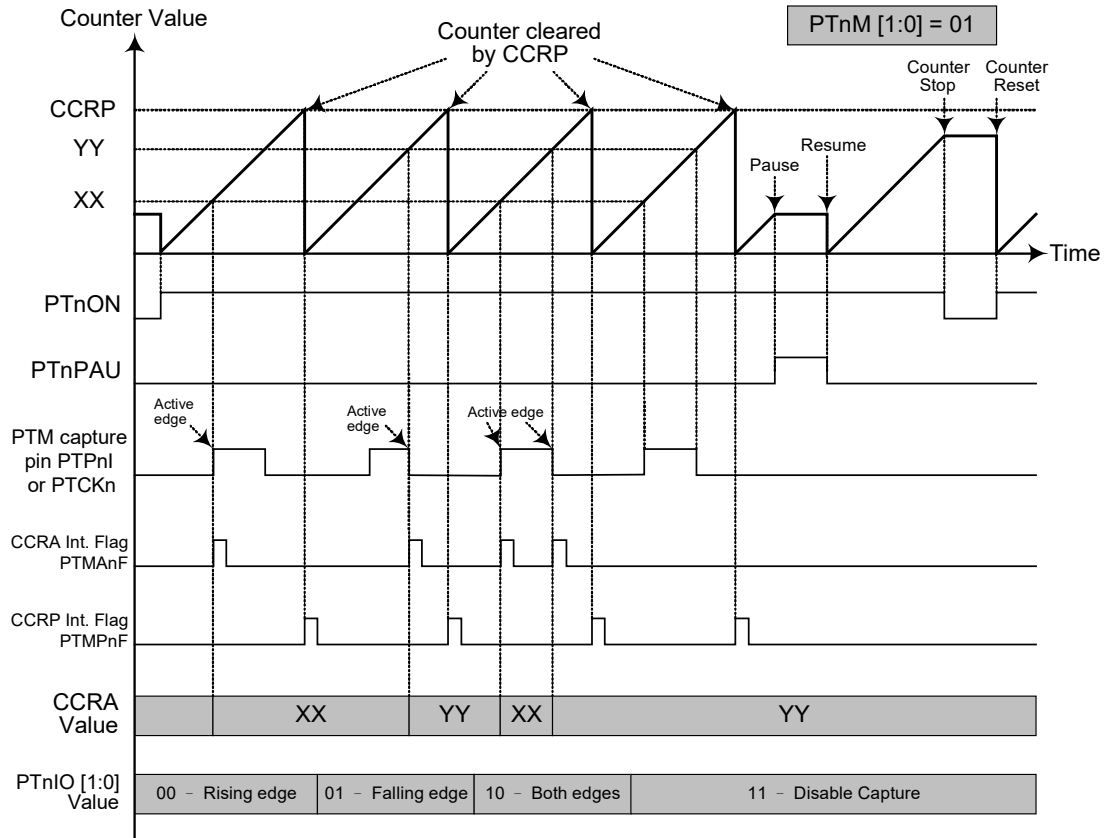 Counter Value
PTnM [1:0] = 01
Counter cleared
by CCRP
Counter
Stop
Counter
Reset
CCRP
YY
XX
Pause
Resume
Time
PTnON
PTnPAU
Active
edge
Active
edge
Active edge
PTM capture
pin PTPnI
or PTCKn
CCRA Int. Flag
PTMAnF
CCRP Int. Flag
PTMPnF
CCRA
Value
XX
YY
XX
YY
PTnIO [1:0]
Value
00 – Rising edge
01 – Falling edge
10 – Both edges
11 – Disable Capture